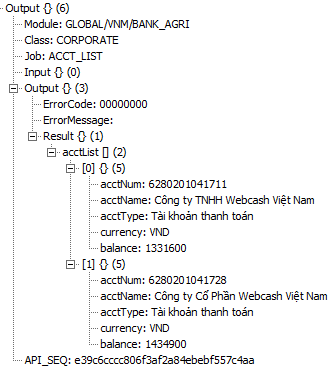 Output {} (6)
Module: GLOBAL/VNM/BANK_AGRI
Class: CORPORATE
Job: ACCT_LIST
Input {} (0)
Output {} (3)
ErrorCode: 00000000
ErrorMessage:
Result {} (1)
acctList [] (2)
[0] {} (5)
acctNum: 6280201041711
acctName: Công ty TNHH Webcash Việt Nam
acctType: Tài khoản thanh toán
currency: VND
balance: 1331600
[1] {} (5)
acctNum: 6280201041728
acctName: Công ty Cổ Phần Webcash Việt Nam
acctType: Tài khoản thanh toán
currency: VND
balance: 1434900
API_SEQ: e39c6cccc806f3af2a84ebebf557c4aa